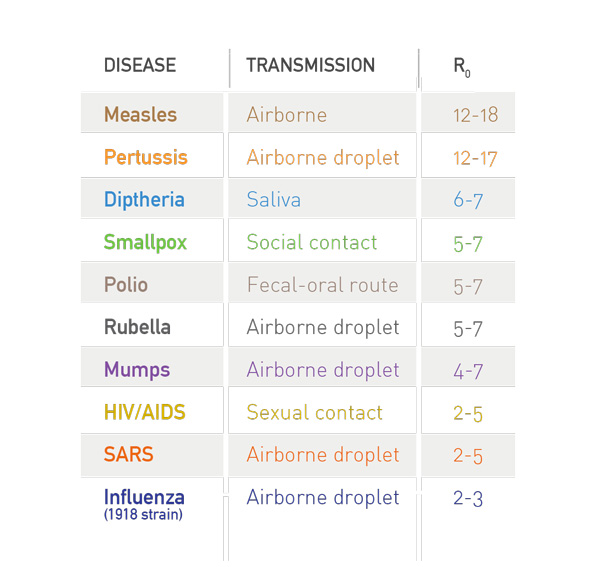 DISEASE TRANSMISSION R0
Measles Airborne 12-18
Pertussis Airborne droplet 12-17
Diptheria Saliva 6-7
Smallpox Social contact 5-7
Polio Fecal-oral route 5-7
Rubella Airborne droplet 5-7
Mumps Airborne droplet 4-7
HIV/AIDS Sexual contact 2-5
SARS Airborne droplet 2-5
Influenza Airborne droplet 2-3
(1918 strain)